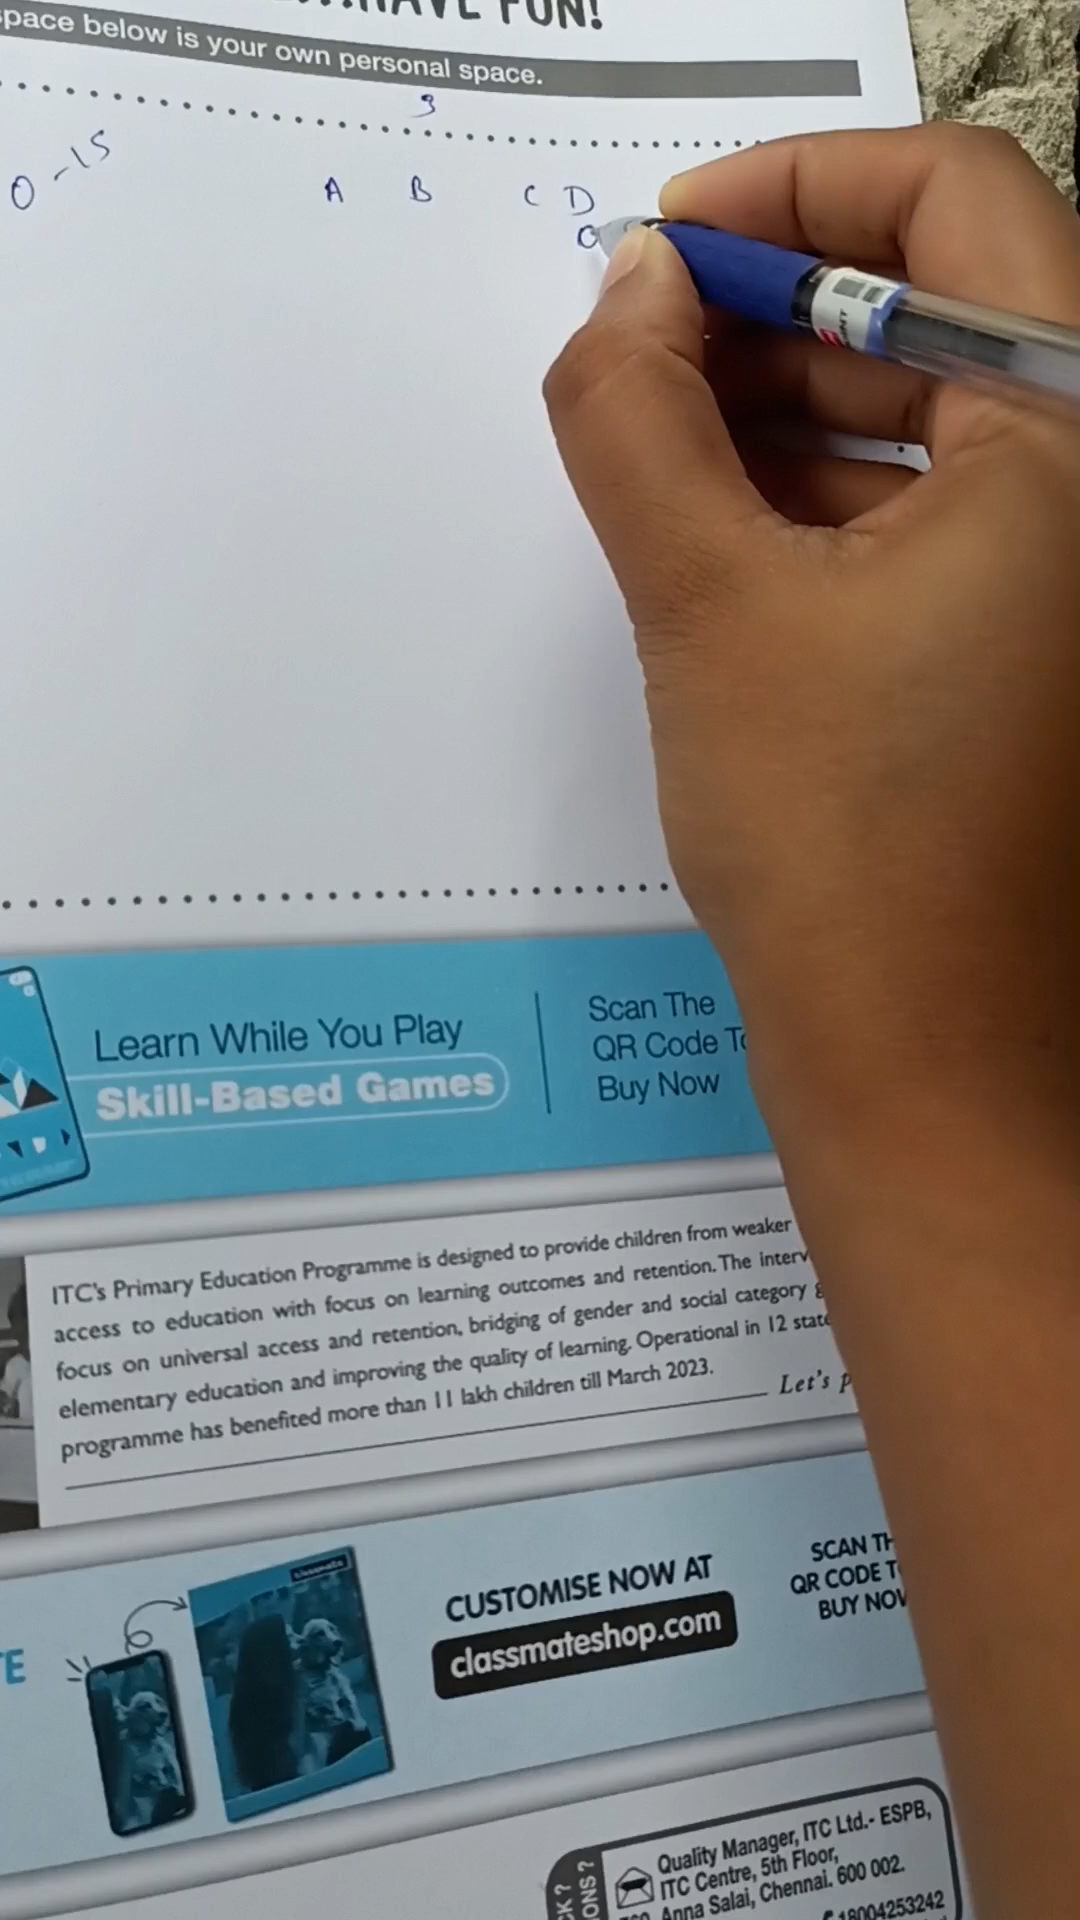 HAVE FUN!
space below is your own personal space.
3
0-15
A B C D
0
Learn While You Play
Skill-Based Games
Scan The
QR Code
Buy Now
ITC's Primary Education Programme is designed to provide children from weaker
access to education with focus on learning outcomes and retention. The
focus on universal access and retention, bridging of gender and social category
elementary education and improving the quality of learning. Operational in 12
programme has benefited more than 11 lakh children till March 2023.
Let's
classmate
CUSTOMISE NOW AT
classmateshop.com
SCAN
QR CODE
BUY
Quality Manager, ITC Ltd.- ESPB,
ITC Centre, 5th Floor,
Anna Salai, Chennai. 600 002.
18004253242